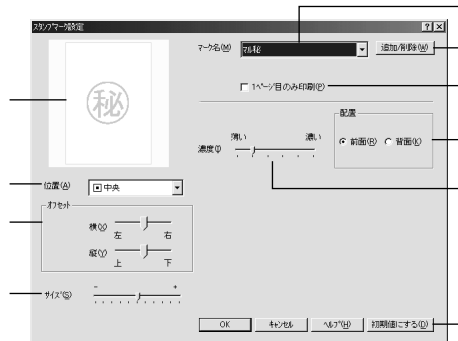 スタンプマーク設定
マーク名(M) マル秘 追加/削除(W)
秘
1ページ目のみ印刷(P)
配置
薄い 濃い
濃度(I)
前面(R) 背面(K)
位置(A) 中央
オフセット
横(X)
左 右
縦(Y)
上 下
サイズ(S) - +
OK キャンセル ヘルプ(H) 初期値にする(D)